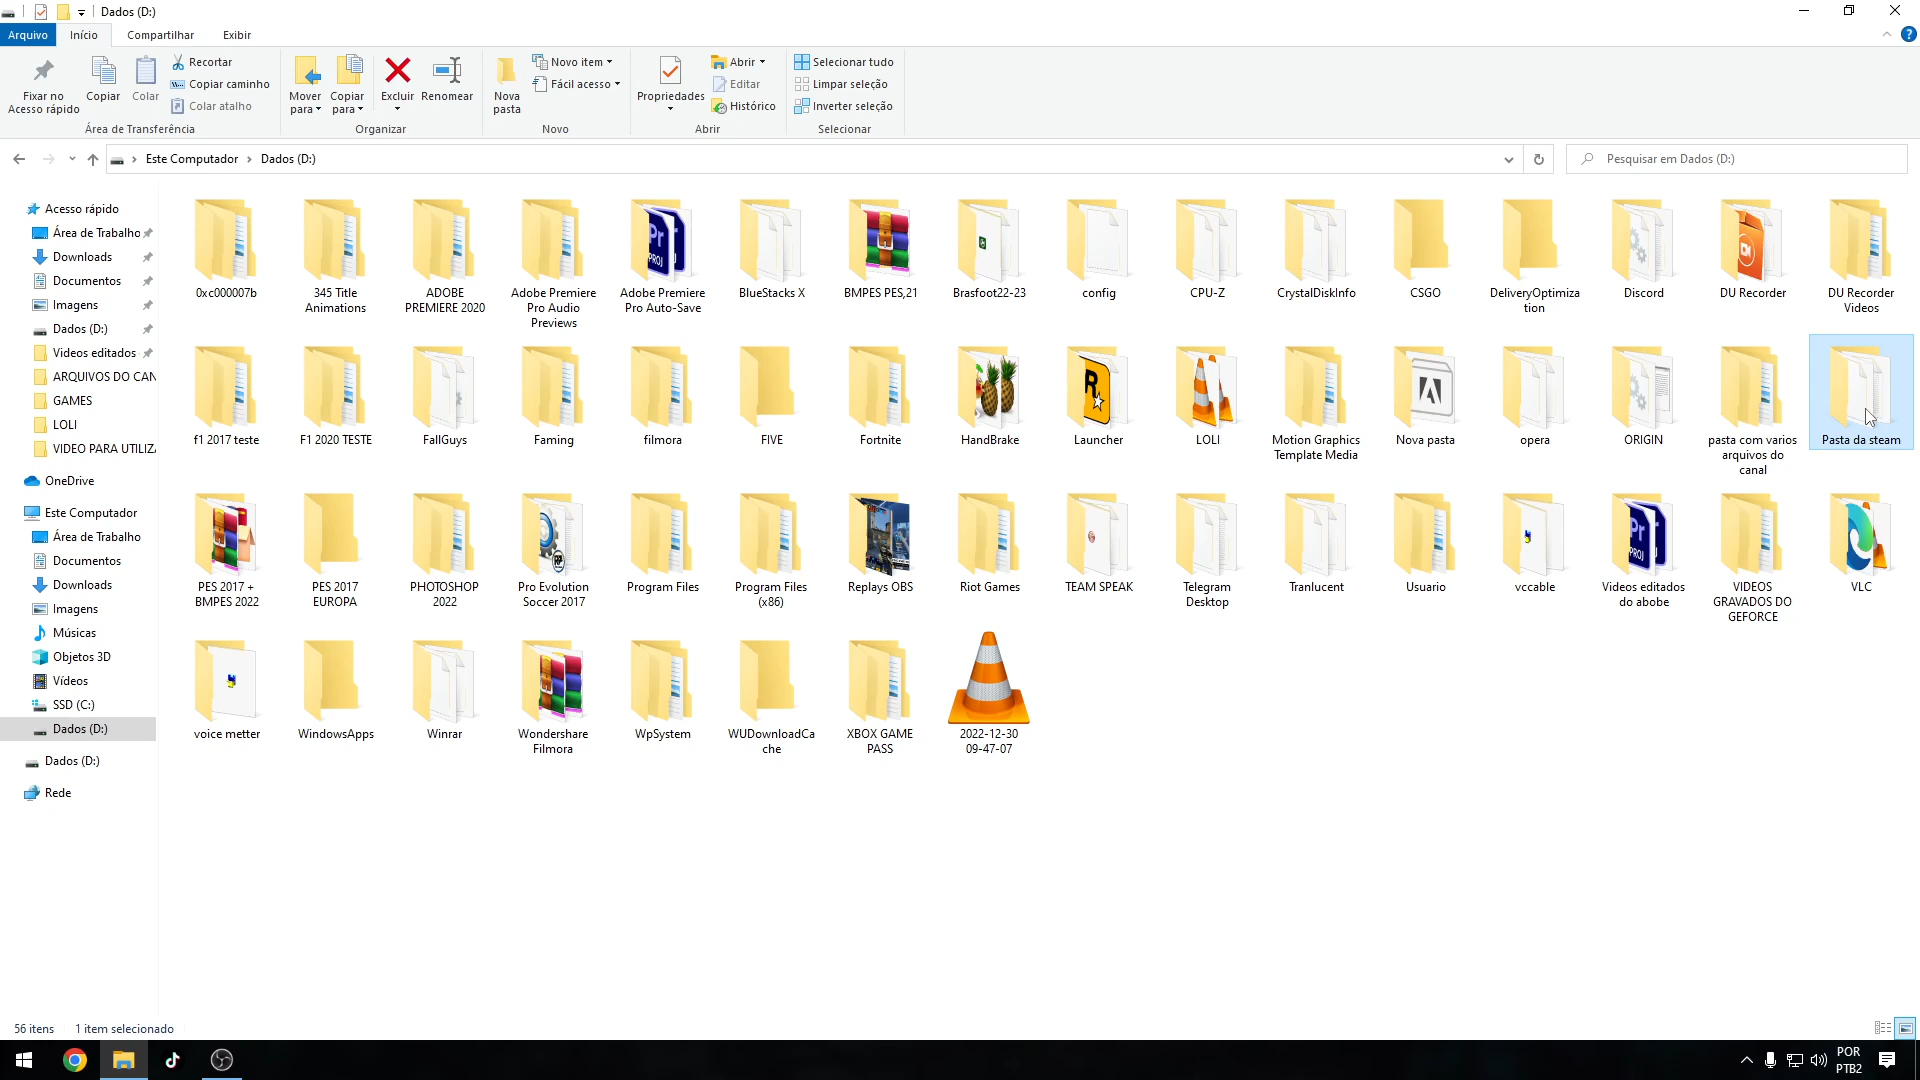 Dados (D:)
Arquivo Início Compartilhar Exibir
Fixar no
Acesso rápido
Copiar
Colar
Recortar
Copiar caminho
Colar atalho
Área de Transferência
Mover
para
Copiar
para
Excluir
Renomear
Organizar
Nova
pasta
Novo item
Fácil acesso
Novo
Propriedades
Abrir
Editar
Histórico
Abrir
Selecionar tudo
Limpar seleção
Inverter seleção
Selecionar
Este Computador Dados (D:)
Pesquisar em Dados (D:)
Acesso rápido
Área de Trabalho
Downloads
Documentos
Imagens
Dados (D:)
Videos editados
ARQUIVOS DO CAN
GAMES
LOLI
VIDEO PARA UTILIZ
OneDrive
Este Computador
Área de Trabalho
Documentos
Downloads
Imagens
Músicas
Objetos 3D
Vídeos
SSD (C:)
Dados (D:)
Dados (D:)
Rede
0xc000007b
345 Title
Animations
ADOBE
PREMIERE 2020
Adobe Premiere
Pro Audio
Previews
Adobe Premiere
Pro Auto-Save
BlueStacks X
BMPES PES,21
Brasfoot22-23
config
CPU-Z
CrystalDiskInfo
CSGO
DeliveryOptimiza
tion
Discord
DU Recorder
DU Recorder
Videos
f1 2017 teste
F1 2020 TESTE
FallGuys
Faming
filmora
FIVE
Fortnite
HandBrake
Launcher
LOLI
Motion Graphics
Template Media
Nova pasta
opera
ORIGIN
pasta com varios
arquivos do
canal
Pasta da steam
PES 2017 +
BMPES 2022
PES 2017
EUROPA
PHOTOSHOP
2022
Pro Evolution
Soccer 2017
Program Files
Program Files
(x86)
Replays OBS
Riot Games
TEAM SPEAK
Telegram
Desktop
Tranlucent
Usuario
vccable
Videos editados
do abobe
VIDEOS
GRAVADOS DO
GEFORCE
VLC
voice metter
WindowsApps
Winrar
Wondershare
Filmora
WpSystem
WUDownloadCa
che
XBOX GAME
PASS
2022-12-30
09-47-07
56 itens 1 item selecionado
POR
PTB2